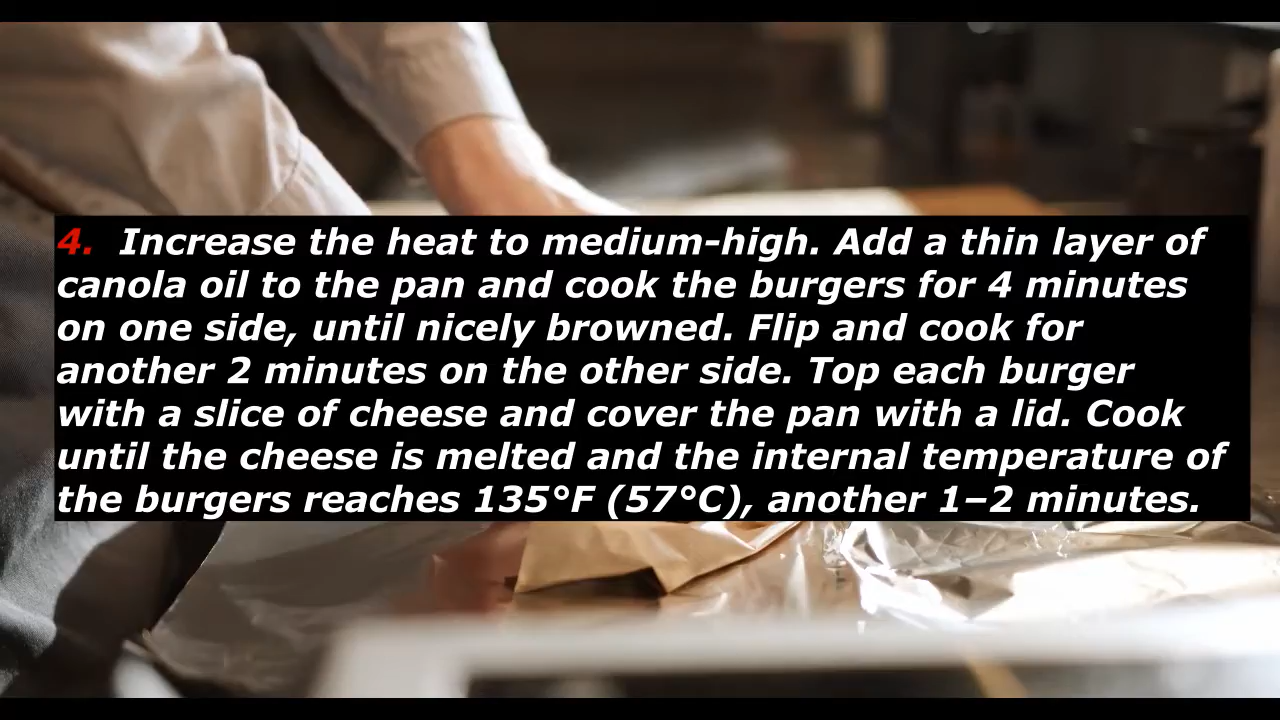 4. Increase the heat to medium-high. Add a thin layer of
canola oil to the pan and cook the burgers for 4 minutes
on one side, until nicely browned. Flip and cook for
another 2 minutes on the other side. Top each burger
with a slice of cheese and cover the pan with a lid. Cook
until the cheese is melted and the internal temperature of
the burgers reaches 135°F (57°C), another 1–2 minutes.